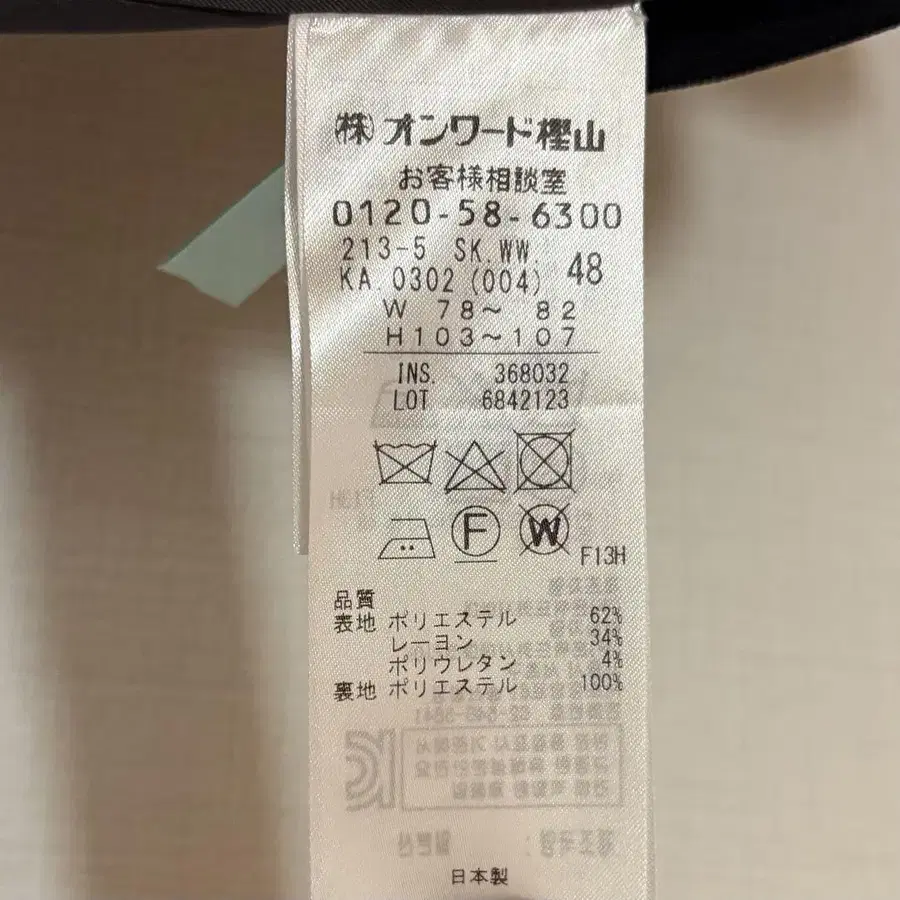 (株)オンワード樫山
お客様相談室
0120-58-6300
213-5 SK.WW.
KA.0302(004) 48
W 78〜 82
H103〜107
INS. 368032
LOT 6842123
F
W
F13H
品質
表地 ポリエステル 62%
レーヨン 34%
ポリウレタン 4%
裏地 ポリエステル 100%
日本製